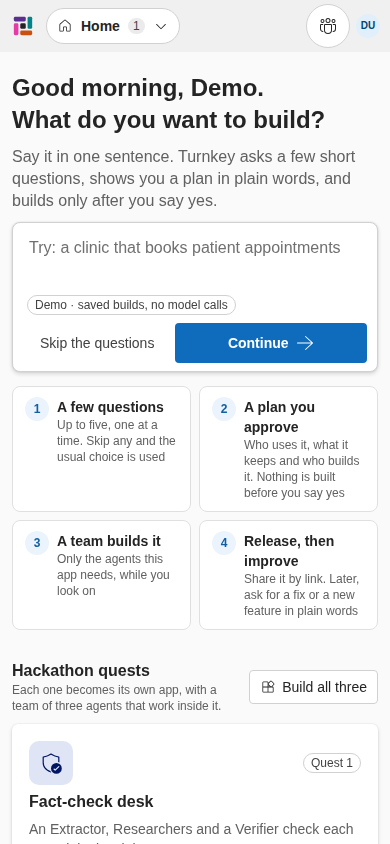 Home 1
DU
Good morning, Demo.
What do you want to build?
Say it in one sentence. Turnkey asks a few short
questions, shows you a plan in plain words, and
builds only after you say yes.
Try: a clinic that books patient appointments
Demo · saved builds, no model calls
Skip the questions
Continue
1
A few questions
Up to five, one at a
time. Skip any and the
usual choice is used
2
A plan you
approve
Who uses it, what it
keeps and who builds
it. Nothing is built
before you say yes
3
A team builds it
Only the agents this
app needs, while you
look on
4
Release, then
improve
Share it by link. Later,
ask for a fix or a new
feature in plain words
Hackathon quests
Each one becomes its own app, with a
team of three agents that work inside it.
Build all three
Quest 1
Fact-check desk
An Extractor, Researchers and a Verifier check each